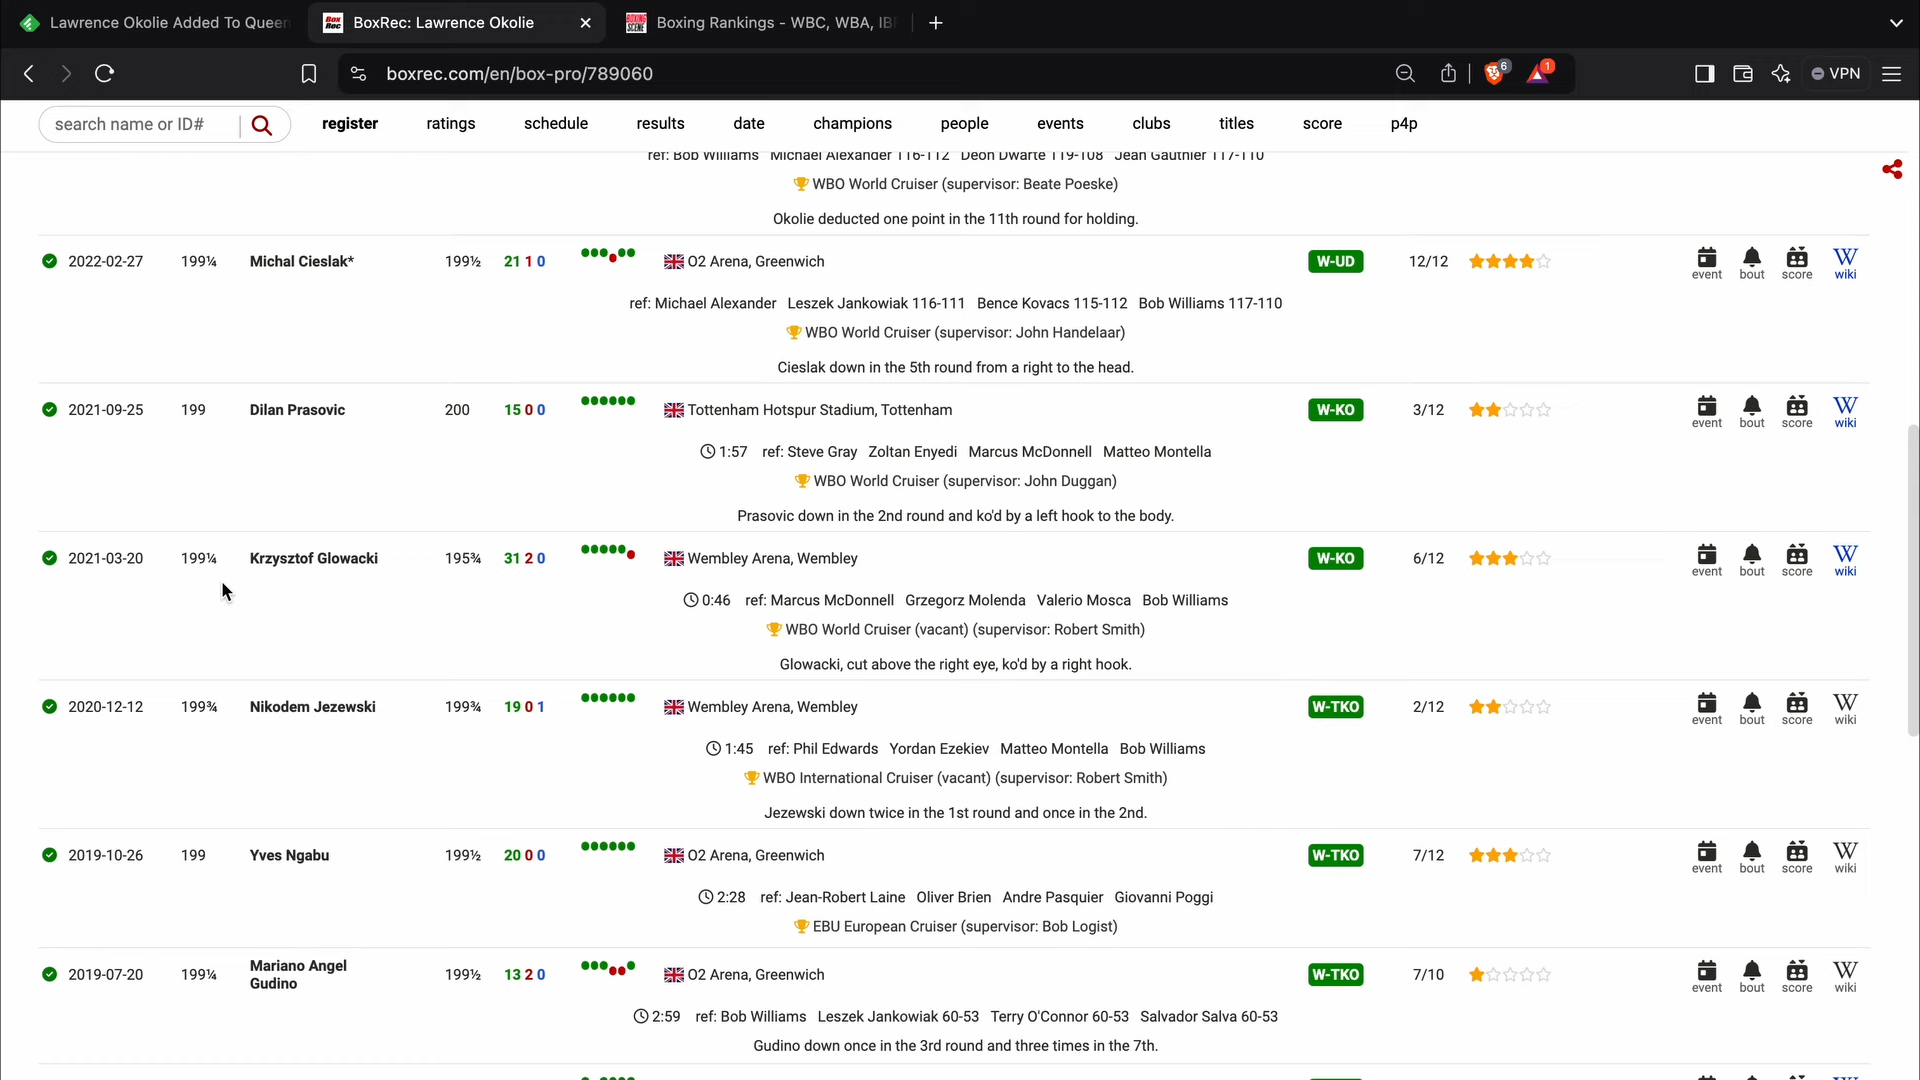 Lawrence Okolie Added To Queen
BoxRec: Lawrence Okolie
Boxing Rankings - WBC, WBA, IB
boxrec.com/en/box-pro/789060
6
1
VPN
search name or ID#
register ratings schedule results date champions people events clubs titles score p4p
ref: Bob Williams Michael Alexander 116-112 Deon Dwarte 119-108 Jean Gauthier 117-110
WBO World Cruiser (supervisor: Beate Poeske)
Okolie deducted one point in the 11th round for holding.
2022-02-27 199¼ Michal Cieslak* 199½ 21 1 0 O2 Arena, Greenwich W-UD 12/12 event bout score W wiki
ref: Michael Alexander Leszek Jankowiak 116-111 Bence Kovacs 115-112 Bob Williams 117-110
WBO World Cruiser (supervisor: John Handelaar)
Cieslak down in the 5th round from a right to the head.
2021-09-25 199 Dilan Prasovic 200 15 0 0 Tottenham Hotspur Stadium, Tottenham W-KO 3/12 event bout score W wiki
1:57 ref: Steve Gray Zoltan Enyedi Marcus McDonnell Matteo Montella
WBO World Cruiser (supervisor: John Duggan)
Prasovic down in the 2nd round and ko'd by a left hook to the body.
2021-03-20 199¼ Krzysztof Glowacki 195¾ 31 2 0 Wembley Arena, Wembley W-KO 6/12 event bout score W wiki
0:46 ref: Marcus McDonnell Grzegorz Molenda Valerio Mosca Bob Williams
WBO World Cruiser (vacant) (supervisor: Robert Smith)
Glowacki, cut above the right eye, ko'd by a right hook.
2020-12-12 199¾ Nikodem Jezewski 199¾ 19 0 1 Wembley Arena, Wembley W-TKO 2/12 event bout score W wiki
1:45 ref: Phil Edwards Yordan Ezekiev Matteo Montella Bob Williams
WBO International Cruiser (vacant) (supervisor: Robert Smith)
Jezewski down twice in the 1st round and once in the 2nd.
2019-10-26 199 Yves Ngabu 199½ 20 0 0 O2 Arena, Greenwich W-TKO 7/12 event bout score W wiki
2:28 ref: Jean-Robert Laine Oliver Brien Andre Pasquier Giovanni Poggi
EBU European Cruiser (supervisor: Bob Logist)
2019-07-20 199¼ Mariano Angel Gudino 199½ 13 2 0 O2 Arena, Greenwich W-TKO 7/10 event bout score W wiki
2:59 ref: Bob Williams Leszek Jankowiak 60-53 Terry O'Connor 60-53 Salvador Salva 60-53
Gudino down once in the 3rd round and three times in the 7th.